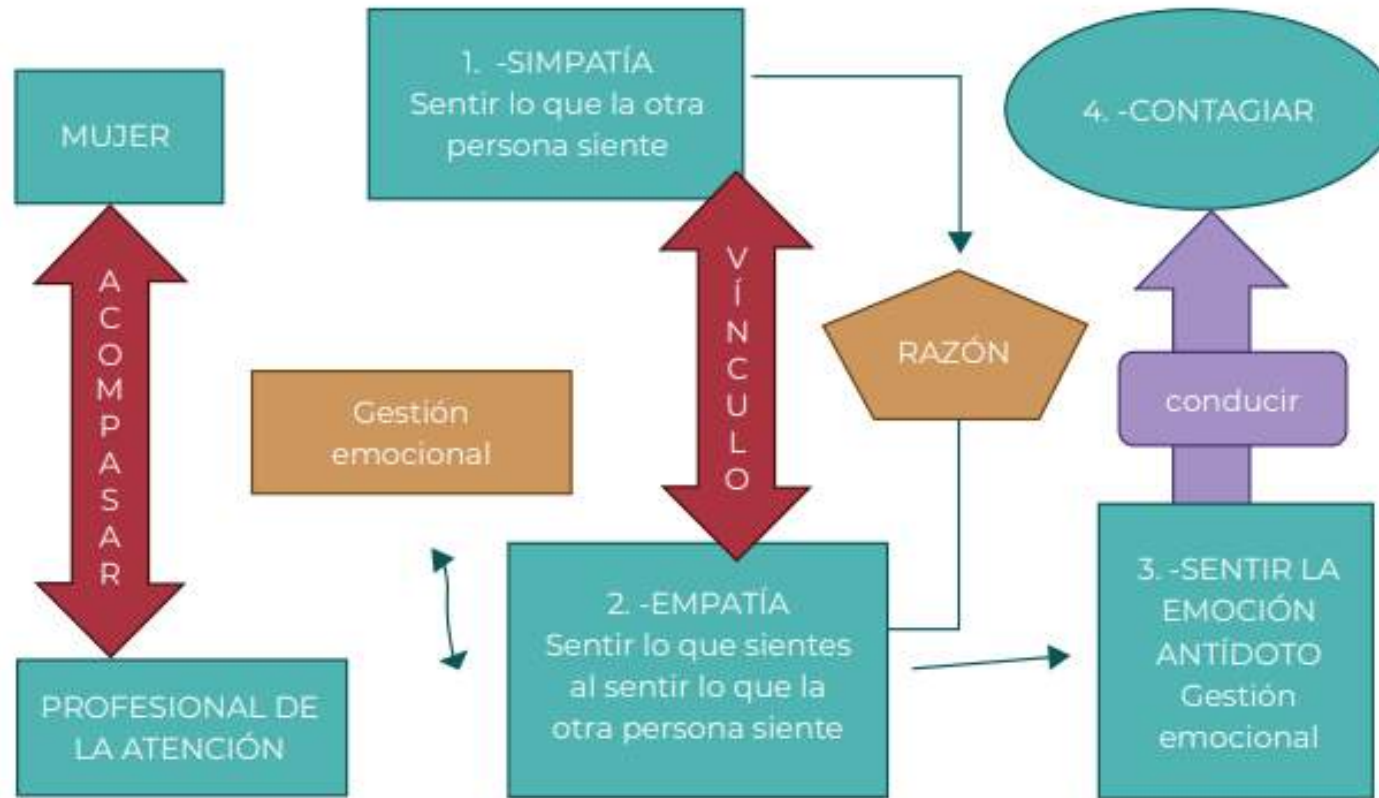 MUJER
ACOMPASAR
PROFESIONAL DE
LA ATENCIÓN
1. -SIMPATÍA
Sentir lo que la otra
persona siente
VÍNCULO
Gestión
emocional
2. -EMPATÍA
Sentir lo que sientes
al sentir lo que la
otra persona siente
RAZÓN
4. -CONTAGIAR
conducir
3. -SENTIR LA
EMOCIÓN
ANTÍDOTO
Gestión
emocional